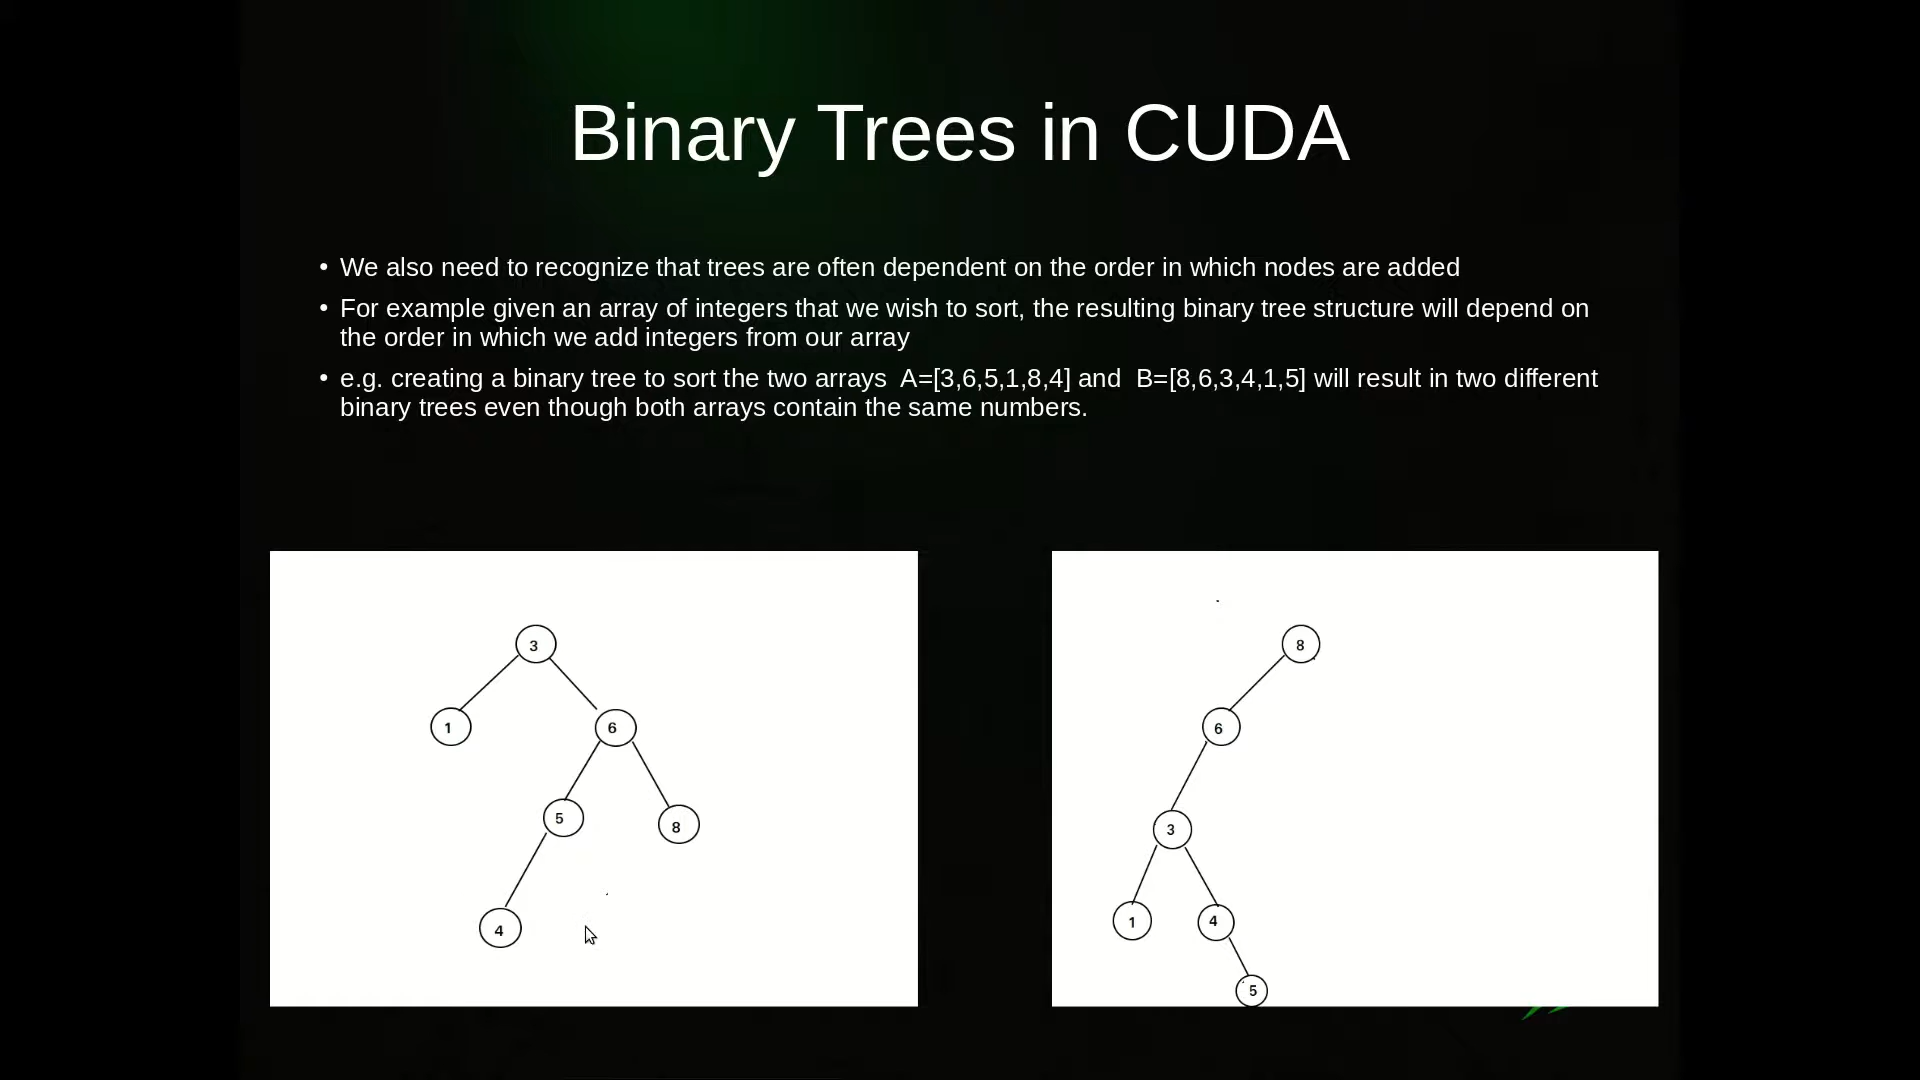 Binary Trees in CUDA
• We also need to recognize that trees are often dependent on the order in which nodes are added
• For example given an array of integers that we wish to sort, the resulting binary tree structure will depend on
the order in which we add integers from our array
• e.g. creating a binary tree to sort the two arrays  A=[3,6,5,1,8,4] and  B=[8,6,3,4,1,5] will result in two different
binary trees even though both arrays contain the same numbers.
3
1
6
5
8
4
8
6
3
1
4
5